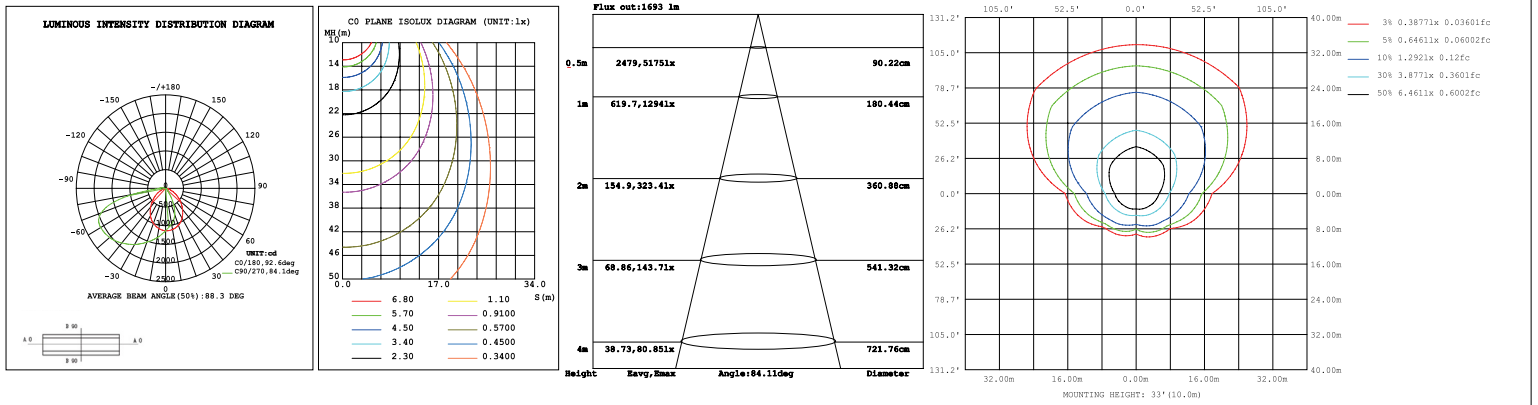 LUMINOUS INTENSITY DISTRIBUTION DIAGRAM
-/+180
-150
150
-120
120
-90
90
-60
60
-30
30
0
0
500
1000
1500
2000
2500
UNIT:cd
C0/180,92.6deg
C90/270,84.1deg
AVERAGE BEAM ANGLE(50%):88.3 DEG
B 90
A 0
A 0
B 90
C0 PLANE ISOLUX DIAGRAM (UNIT:lx)
MH(m)
10
14
18
22
26
30
34
38
42
46
50
0.0
17.0
34.0
S(m)
6.80
1.10
5.70
0.9100
4.50
0.5700
3.40
0.4500
2.30
0.3400
Flux out:1693 lm
0.5m 2479,5175lx 90.22cm
1m 619.7,1294lx 180.44cm
2m 154.9,323.4lx 360.88cm
3m 68.86,143.7lx 541.32cm
4m 38.73,80.85lx 721.76cm
Height Eavg,Emax Angle:84.11deg Diameter
105.0' 52.5' 0.0' 52.5' 105.0'
131.2' 40.00m
105.0' 32.00m
78.7' 24.00m
52.5' 16.00m
26.2' 8.00m
0.0' 0.00m
26.2' 8.00m
52.5' 16.00m
78.7' 24.00m
105.0' 32.00m
131.2' 40.00m
32.00m 16.00m 0.00m 16.00m 32.00m
MOUNTING HEIGHT: 33'(10.0m)
3% 0.3877lx 0.03601fc
5% 0.6461lx 0.06002fc
10% 1.292lx 0.12fc
30% 3.877lx 0.3601fc
50% 6.461lx 0.6002fc